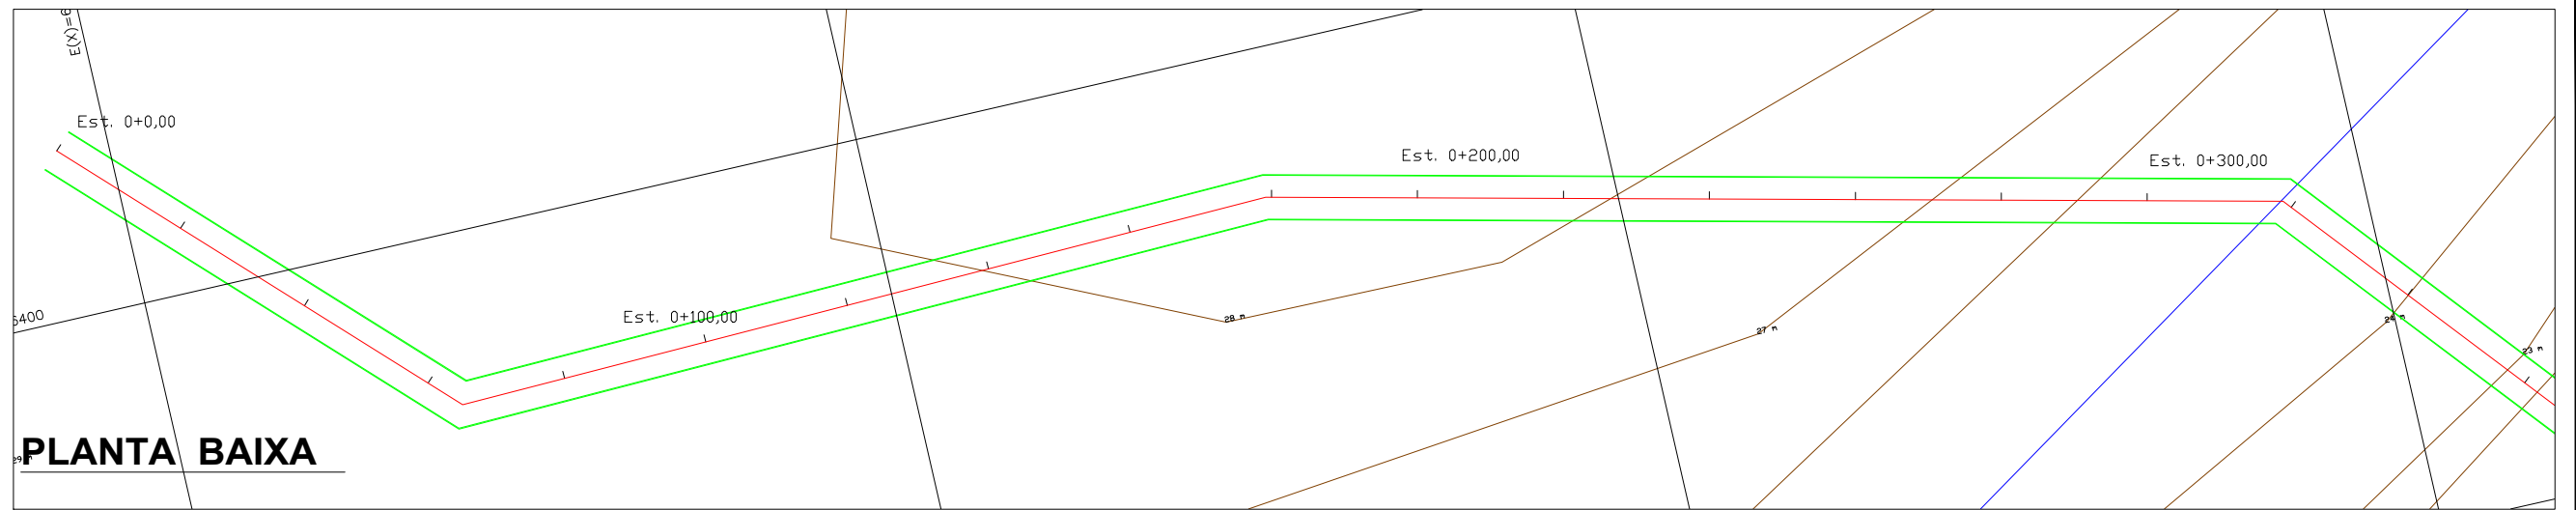 E(X)=6
Est. 0+0,00
Est. 0+200,00
Est. 0+300,00
6400
Est. 0+100,00
28 m
27 m
23 m
PLANTA BAIXA